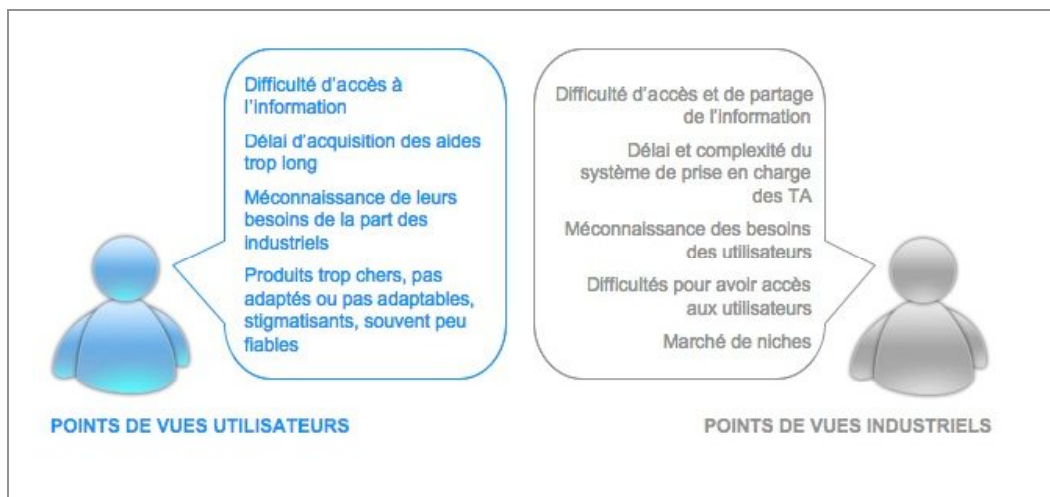 Difficulté d'accès à
l'information
Délai d'acquisition des aides
trop long
Méconnaissance de leurs
besoins de la part des
industriels
Produits trop chers, pas
adaptés ou pas adaptables,
stigmatisants, souvent peu
fiables
POINTS DE VUES UTILISATEURS
Difficulté d'accès et de partage
de l'information
Délai et complexité du
système de prise en charge
des TA
Méconnaissance des besoins
des utilisateurs
Difficultés pour avoir accès
aux utilisateurs
Marché de niches
POINTS DE VUES INDUSTRIELS